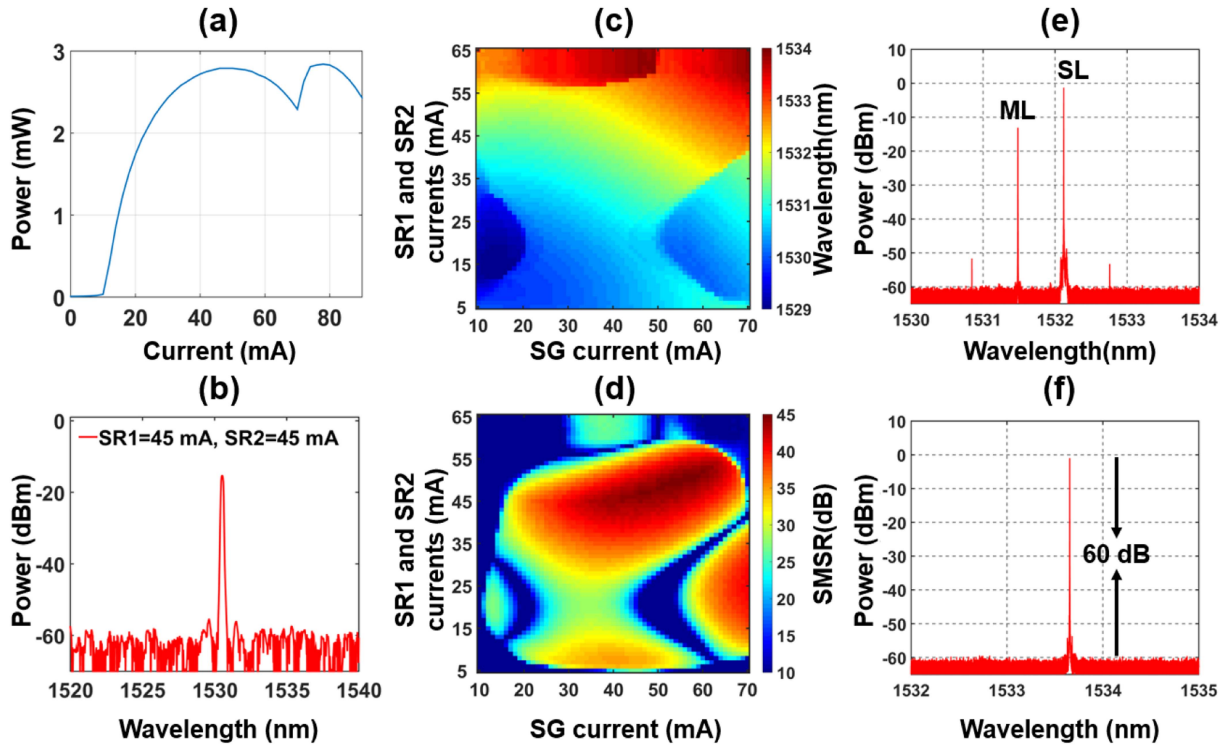 (a)
3
2
1
0
0 20 40 60 80
Power (mW)
Current (mA)
(c)
65
55
45
35
25
15
5
10 20 30 40 50 60 70
SR1 and SR2
currents (mA)
SG current (mA)
1534
1533
1532
1531
1530
1529
Wavelength(nm)
(e)
10
0
-10
-20
-30
-40
-50
-60
SL
ML
1530 1531 1532 1533 1534
Power (dBm)
Wavelength(nm)
(b)
0
-20
-40
-60
SR1=45 mA, SR2=45 mA
1520 1525 1530 1535 1540
Power (dBm)
Wavelength (nm)
(d)
65
55
45
35
25
15
5
10 20 30 40 50 60 70
SR1 and SR2
currents (mA)
SG current (mA)
45
40
35
30
25
20
15
10
SMSR(dB)
(f)
10
0
-10
-20
-30
-40
-50
-60
60 dB
1532 1533 1534 1535
Power (dBm)
Wavelength (nm)